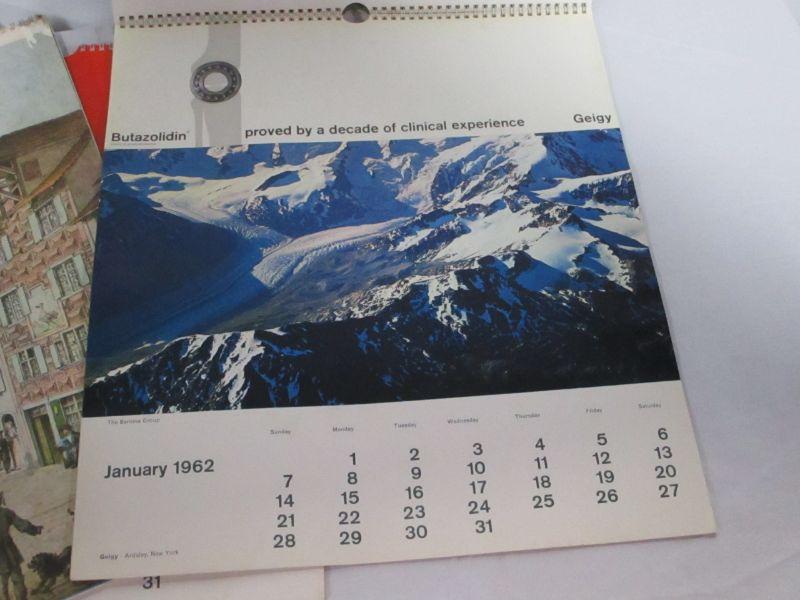 Butazolidin®
proved by a decade of clinical experience
Geigy
The Bernina Group
Sunday Monday Tuesday Wednesday Thursday Friday Saturday
January 1962
1 2 3 4 5 6
7 8 9 10 11 12 13
14 15 16 17 18 19 20
21 22 23 24 25 26 27
28 29 30 31
Geigy · Ardsley, New York
31